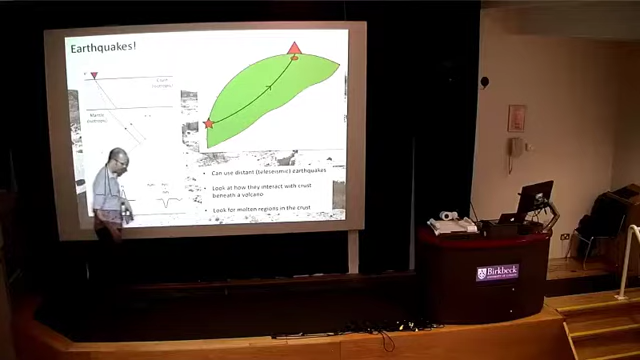 Earthquakes!
Can use distant (teleseismic) earthquakes
Look at how they interact with crust
beneath a volcano
Look for molten regions in the crust
Birkbeck